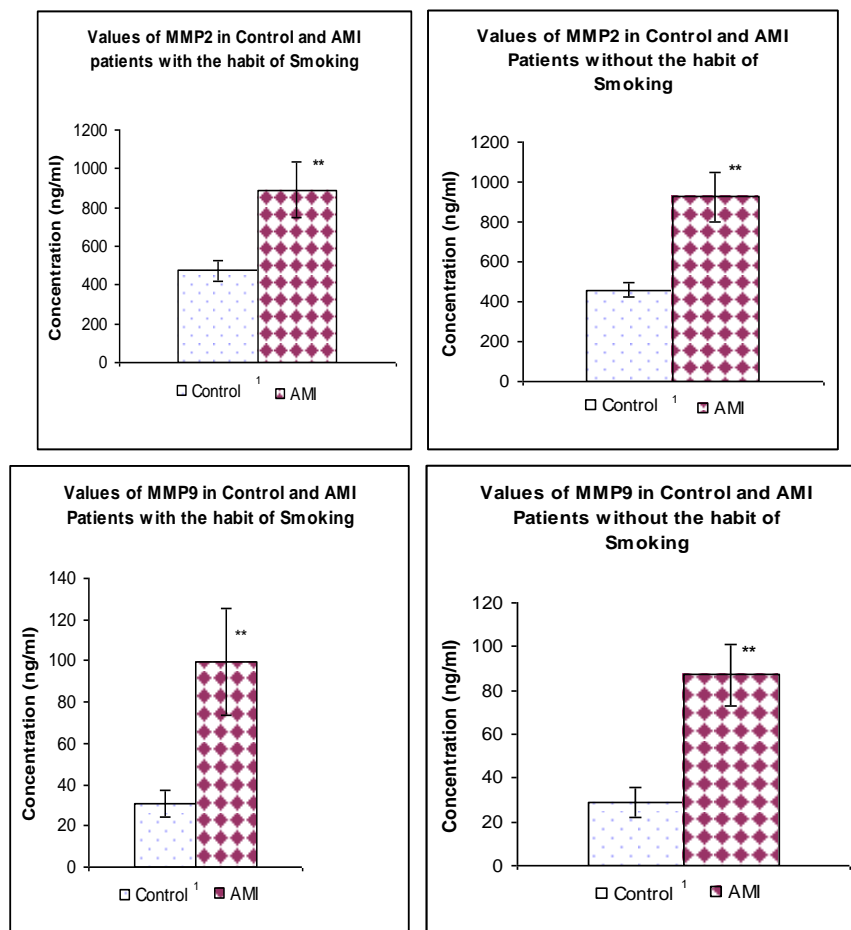 Values of MMP2 in Control and AMI
patients with the habit of Smoking
Concentration (ng/ml)
1200
1000
800
600
400
200
0
**
1
Control
AMI
Values of MMP2 in Control and AMI
Patients without the habit of
Smoking
Concentration (ng/ml)
1200
1000
800
600
400
200
0
**
1
Control
AMI
Values of MMP9 in Control and AMI
Patients with the habit of Smoking
Concentration (ng/ml)
140
120
100
80
60
40
20
0
**
1
Control
AMI
Values of MMP9 in Control and AMI
Patients without the habit of
Smoking
Concentration (ng/ml)
120
100
80
60
40
20
0
**
1
Control
AMI